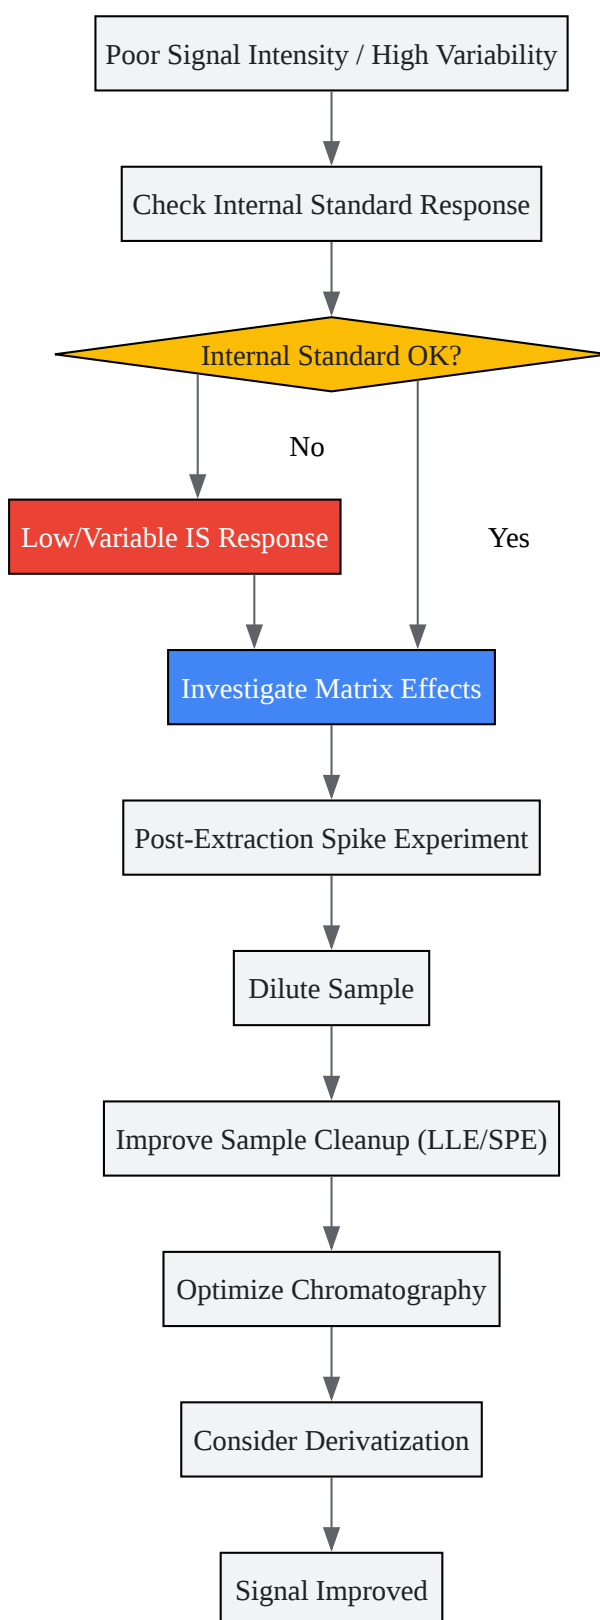 Poor Signal Intensity / High Variability
Check Internal Standard Response
Internal Standard OK?
No
Low/Variable IS Response
Yes
Investigate Matrix Effects
Post-Extraction Spike Experiment
Dilute Sample
Improve Sample Cleanup (LLE/SPE)
Optimize Chromatography
Consider Derivatization
Signal Improved